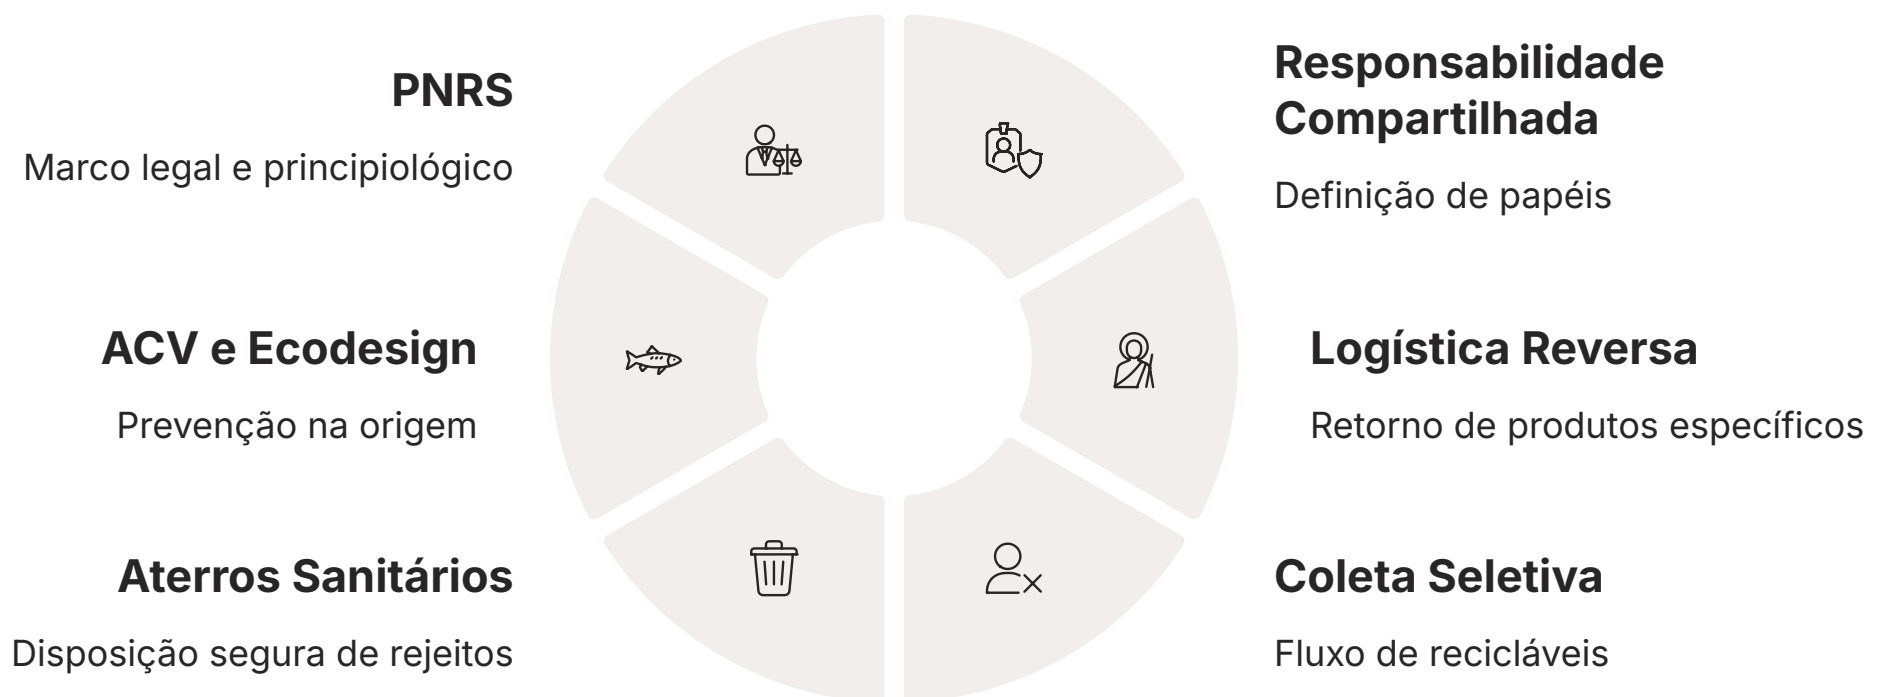 PNRS
Marco legal e principiológico
Responsabilidade
Compartilhada
Definição de papéis
ACV e Ecodesign
Prevenção na origem
Logística Reversa
Retorno de produtos específicos
Aterros Sanitários
Disposição segura de rejeitos
Coleta Seletiva
Fluxo de recicláveis